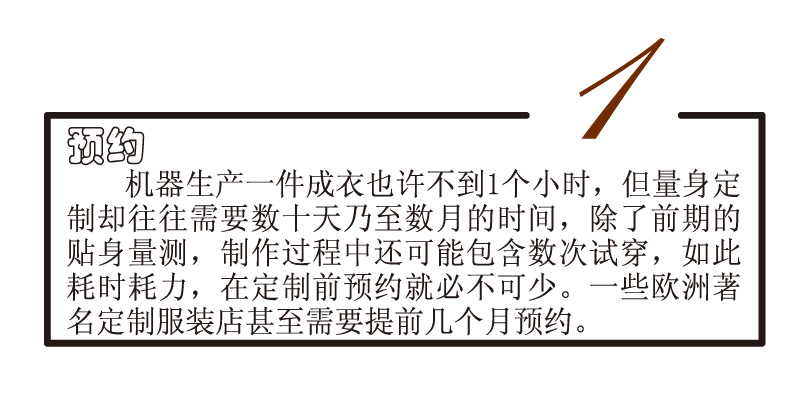 1
预约
机器生产一件成衣也许不到1个小时，但量身定
制却往往需要数十天乃至数月的时间，除了前期的
贴身量测，制作过程中还可能包含数次试穿，如此
耗时耗力，在定制前预约就必不可少。一些欧洲著
名定制服装店甚至需要提前几个月预约。